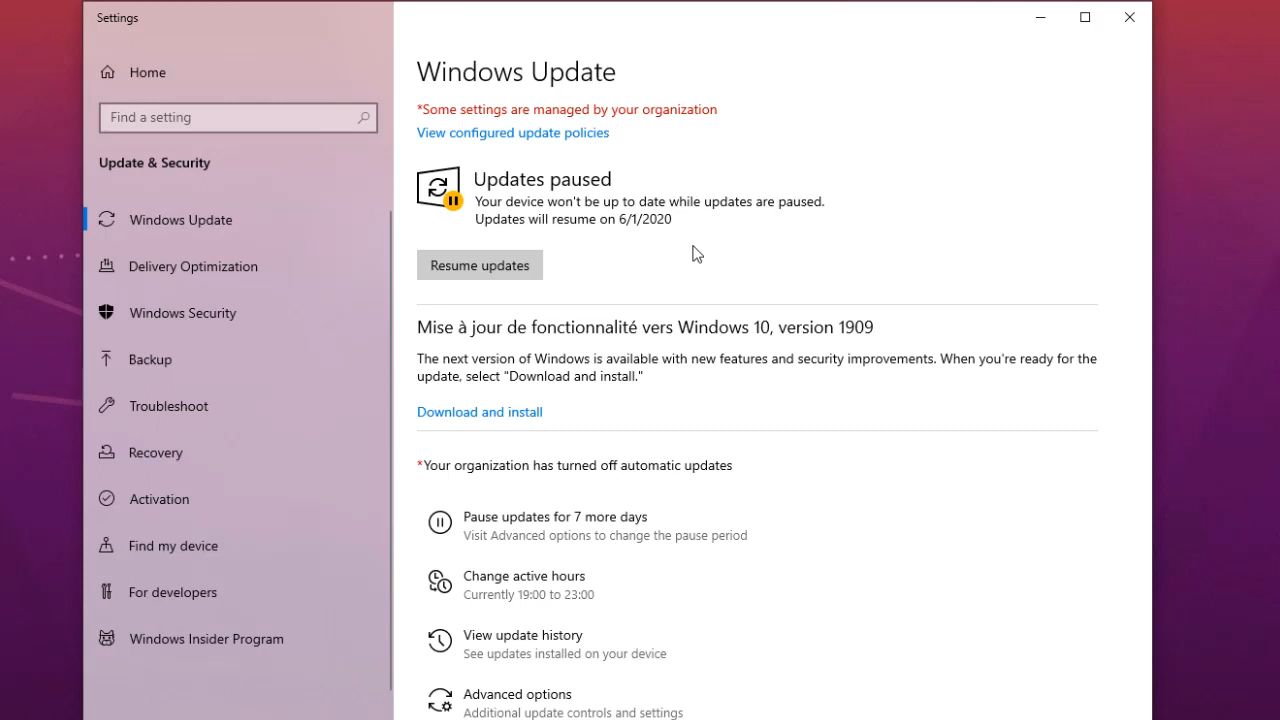 Settings
Home
Find a setting
Update & Security
Windows Update
Delivery Optimization
Windows Security
Backup
Troubleshoot
Recovery
Activation
Find my device
For developers
Windows Insider Program
Windows Update
*Some settings are managed by your organization
View configured update policies
Updates paused
Your device won't be up to date while updates are paused.
Updates will resume on 6/1/2020
Resume updates
Mise à jour de fonctionnalité vers Windows 10, version 1909
The next version of Windows is available with new features and security improvements. When you're ready for the
update, select "Download and install."
Download and install
*Your organization has turned off automatic updates
Pause updates for 7 more days
Visit Advanced options to change the pause period
Change active hours
Currently 19:00 to 23:00
View update history
See updates installed on your device
Advanced options
Additional update controls and settings